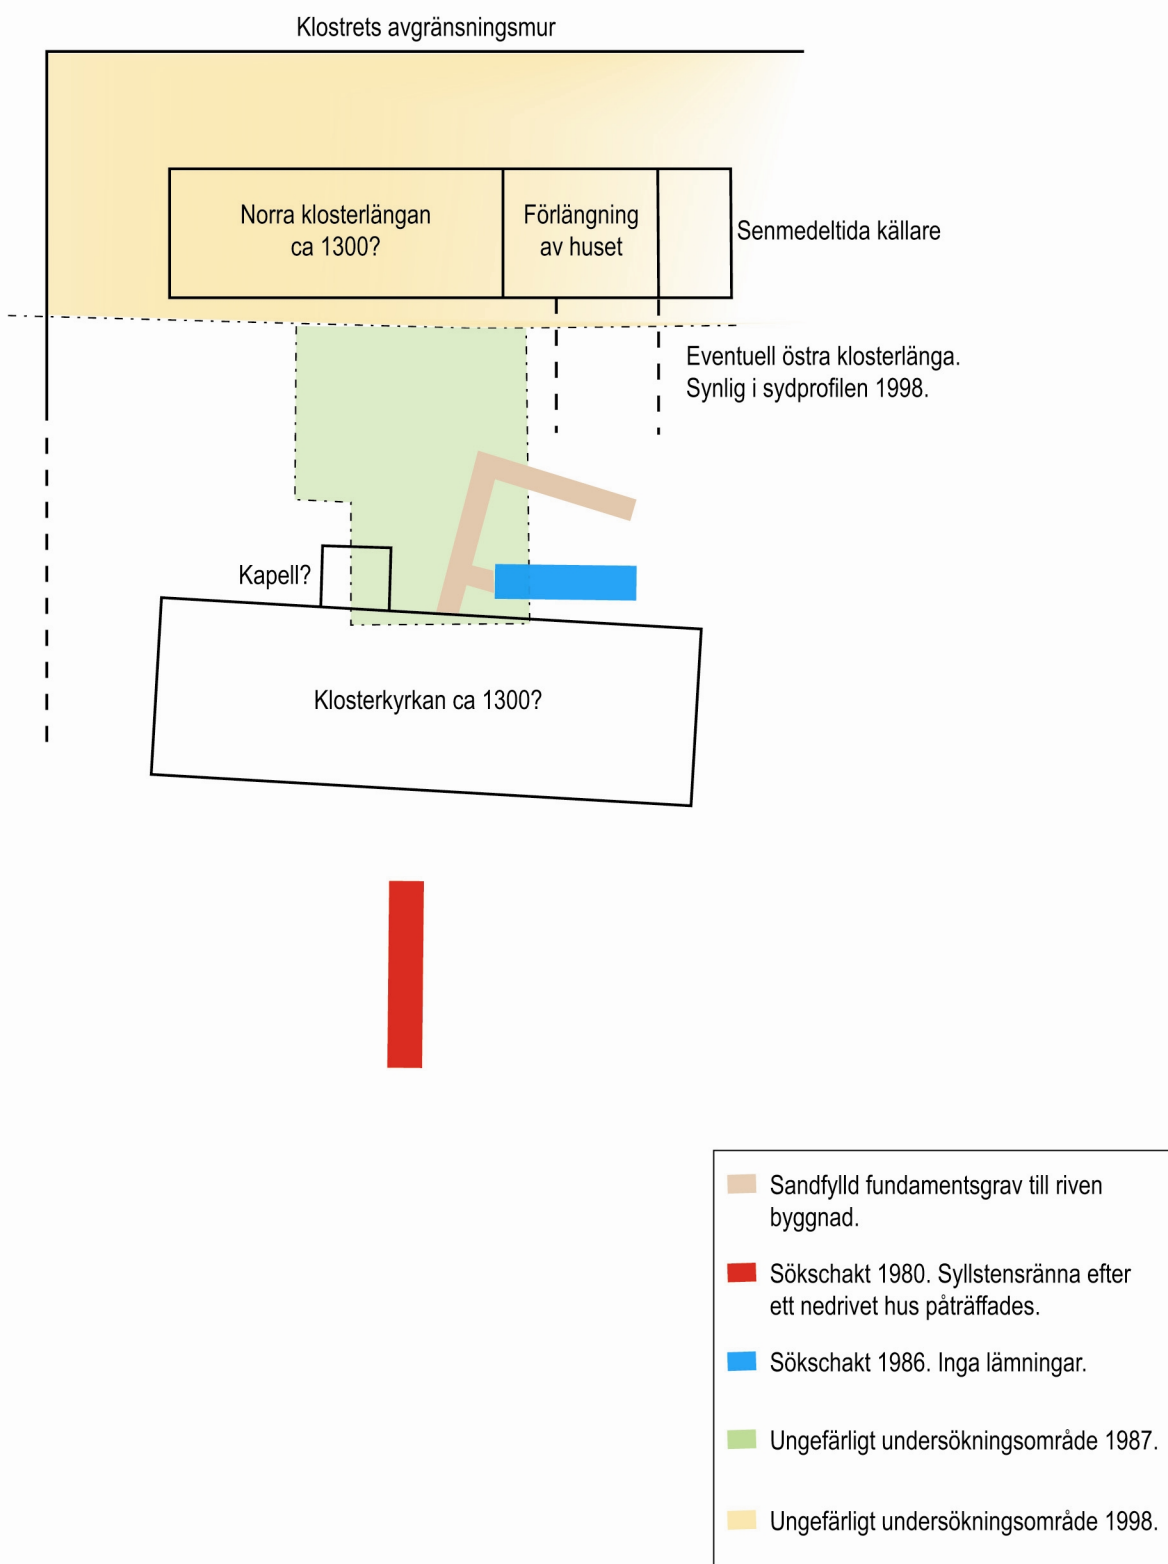 Klostrets avgränsningsmur
Norra klosterlängan
ca 1300?
Förlängning
av huset
Senmedeltida källare
Eventuell östra klosterlänga.
Synlig i sydprofilen 1998.
Kapell?
Klosterkyrkan ca 1300?
Sandfylld fundamentsgrav till riven
byggnad.
Sökschakt 1980. Syllstensränna efter
ett nedrivet hus påträffades.
Sökschakt 1986. Inga lämningar.
Ungefärligt undersökningsområde 1987.
Ungefärligt undersökningsområde 1998.